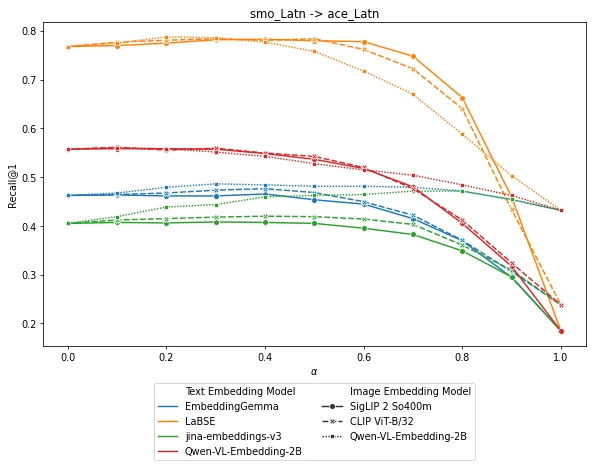 smo_Latn -> ace_Latn
0.8
0.7
0.6
0.5
0.4
0.3
0.2
Recall@1
0.0
0.2
0.4
0.6
0.8
1.0
α
Text Embedding Model
EmbeddingGemma
LaBSE
jina-embeddings-v3
Qwen-VL-Embedding-2B
Image Embedding Model
SigLIP 2 So400m
CLIP ViT-B/32
Qwen-VL-Embedding-2B